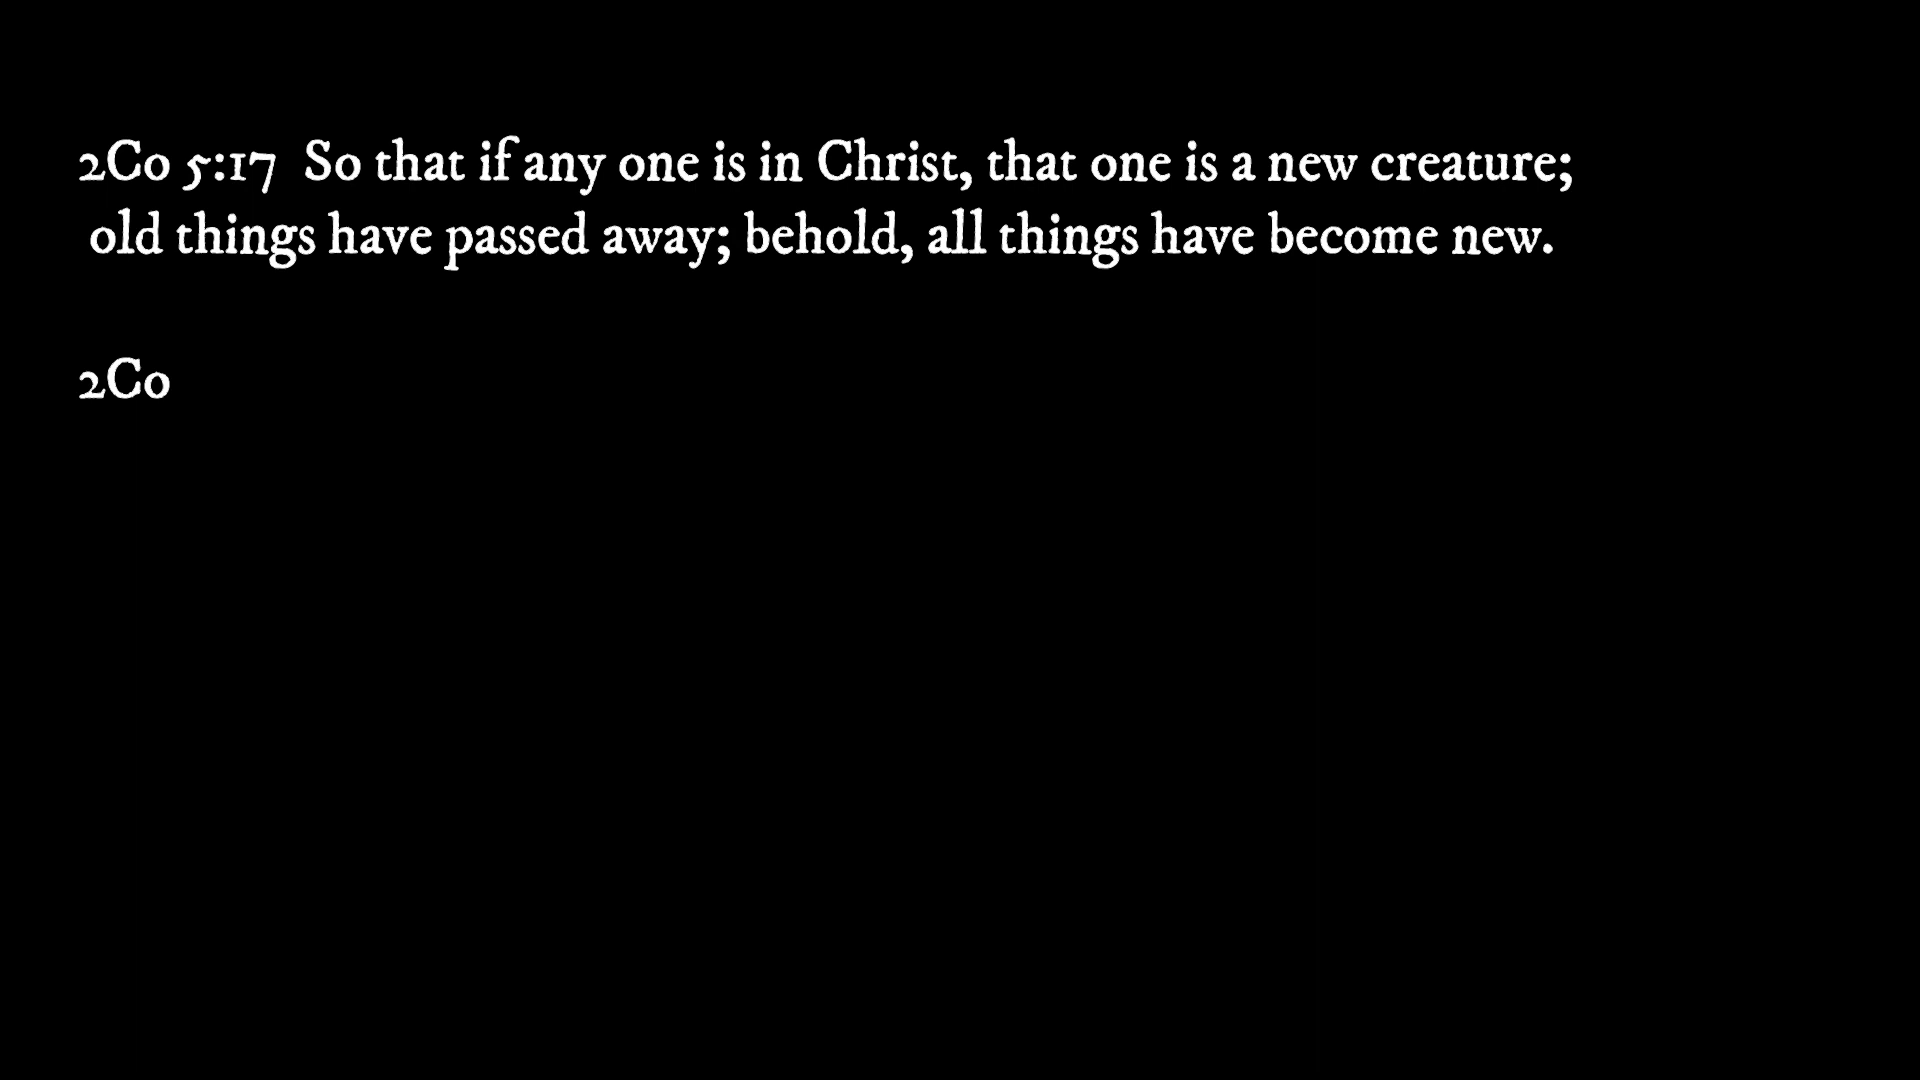 2Co 5:17  So that if any one is in Christ, that one is a new creature;
old things have passed away; behold, all things have become new.
2Co